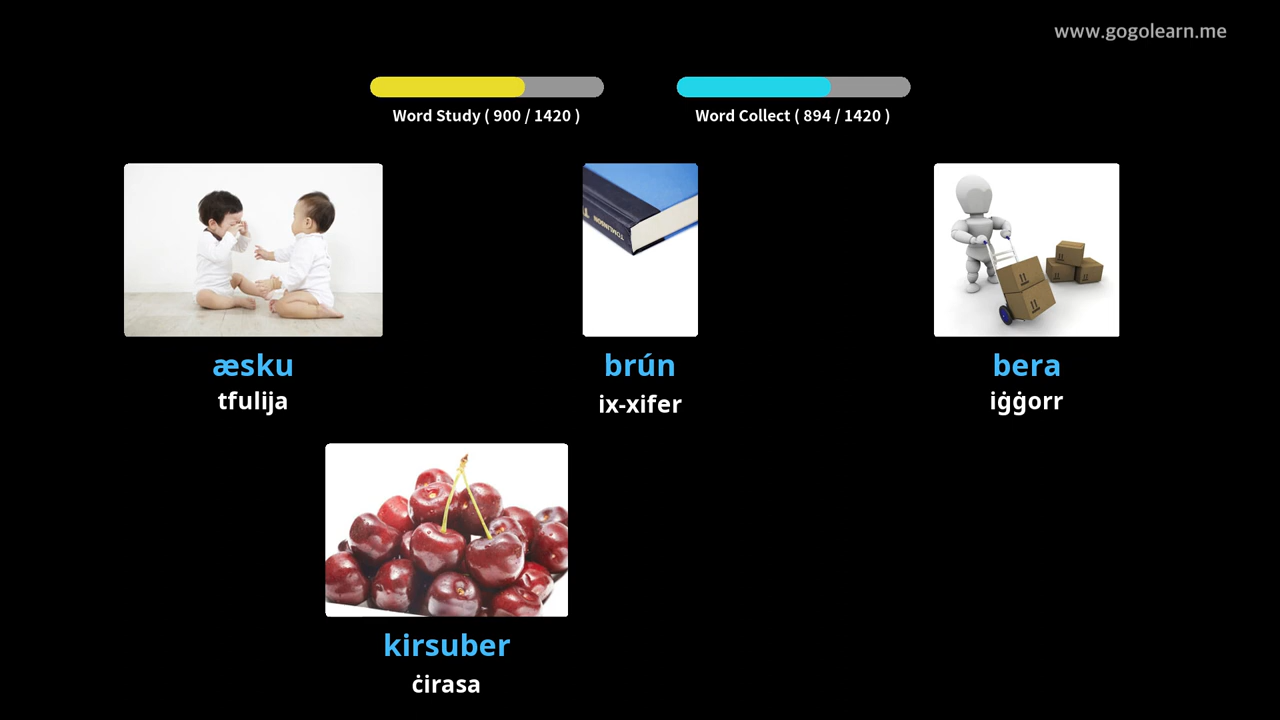 www.gogolearn.me
Word Study ( 900 / 1420 )
Word Collect ( 894 / 1420 )
TOMLINSON
æsku
tfulija
brún
ix-xifer
bera
iġġorr
kirsuber
ċirasa